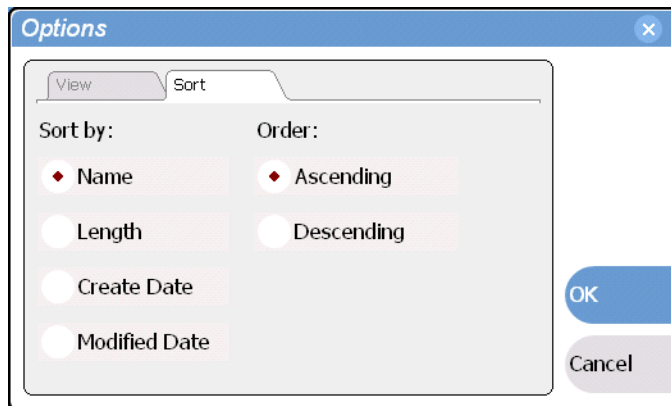 Options
View Sort
Sort by: Order:
Name Ascending
Length Descending
Create Date
Modified Date
OK
Cancel